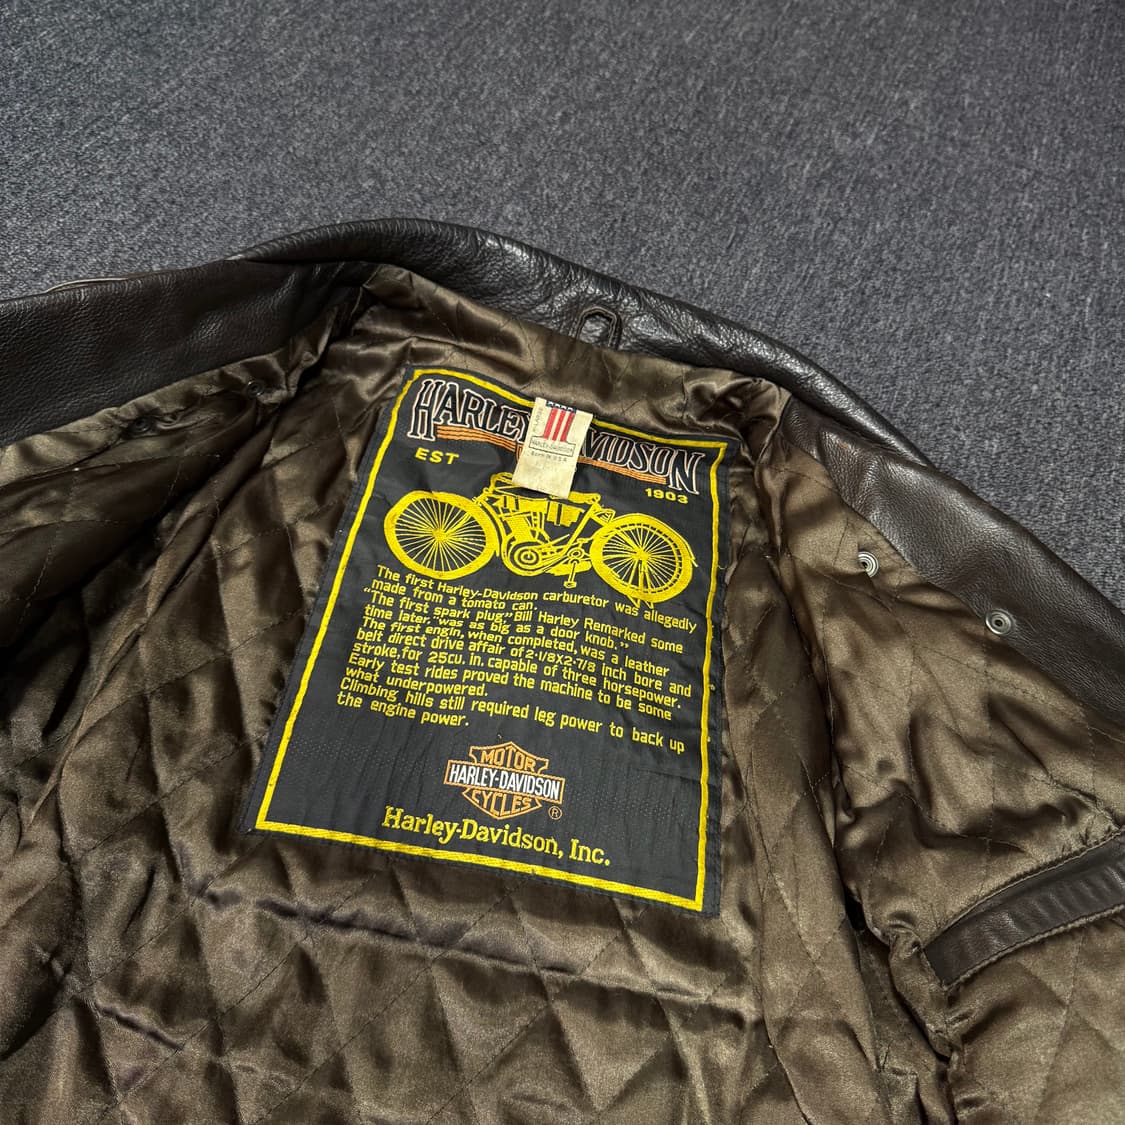 HARLEY-DAVIDSON
EST
1903
HARLEY-DAVIDSON
The first Harley-Davidson carburetor was allegedly
made from a tomato can.
"The first spark plug," Bill Harley Remarked some
time later, "was as big as a door knob."
The first engin, when completed, was a leather
belt direct drive affair of 2-1/8X2-7/8 inch bore and
stroke, for 25cu. in. capable of three horsepower.
Early test rides proved the machine to be some
what underpowered.
Climbing hills still required leg power to back up
the engine power.
MOTOR
HARLEY-DAVIDSON
CYCLES
®
Harley-Davidson, Inc.